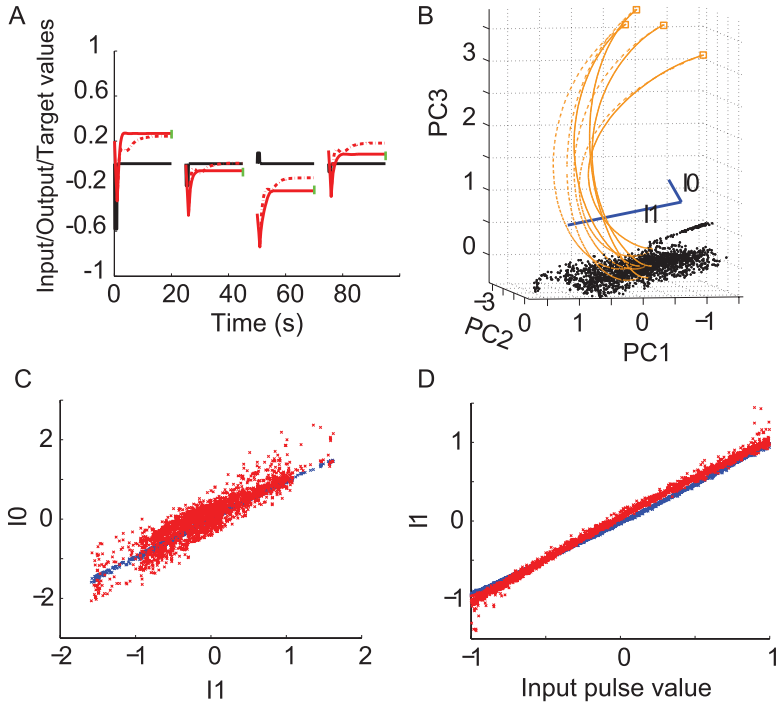 A
Input/Output/Target values
1
0.6
0.2
−0.2
−0.6
−1
0
20
40
60
80
Time (s)
B
PC3
3
2
1
0
I0
I1
−3
0
PC2
1
0
−1
PC1
C
I0
2
0
−2
−2
−1
0
1
2
I1
D
I1
1
0
−1
−1
0
1
Input pulse value